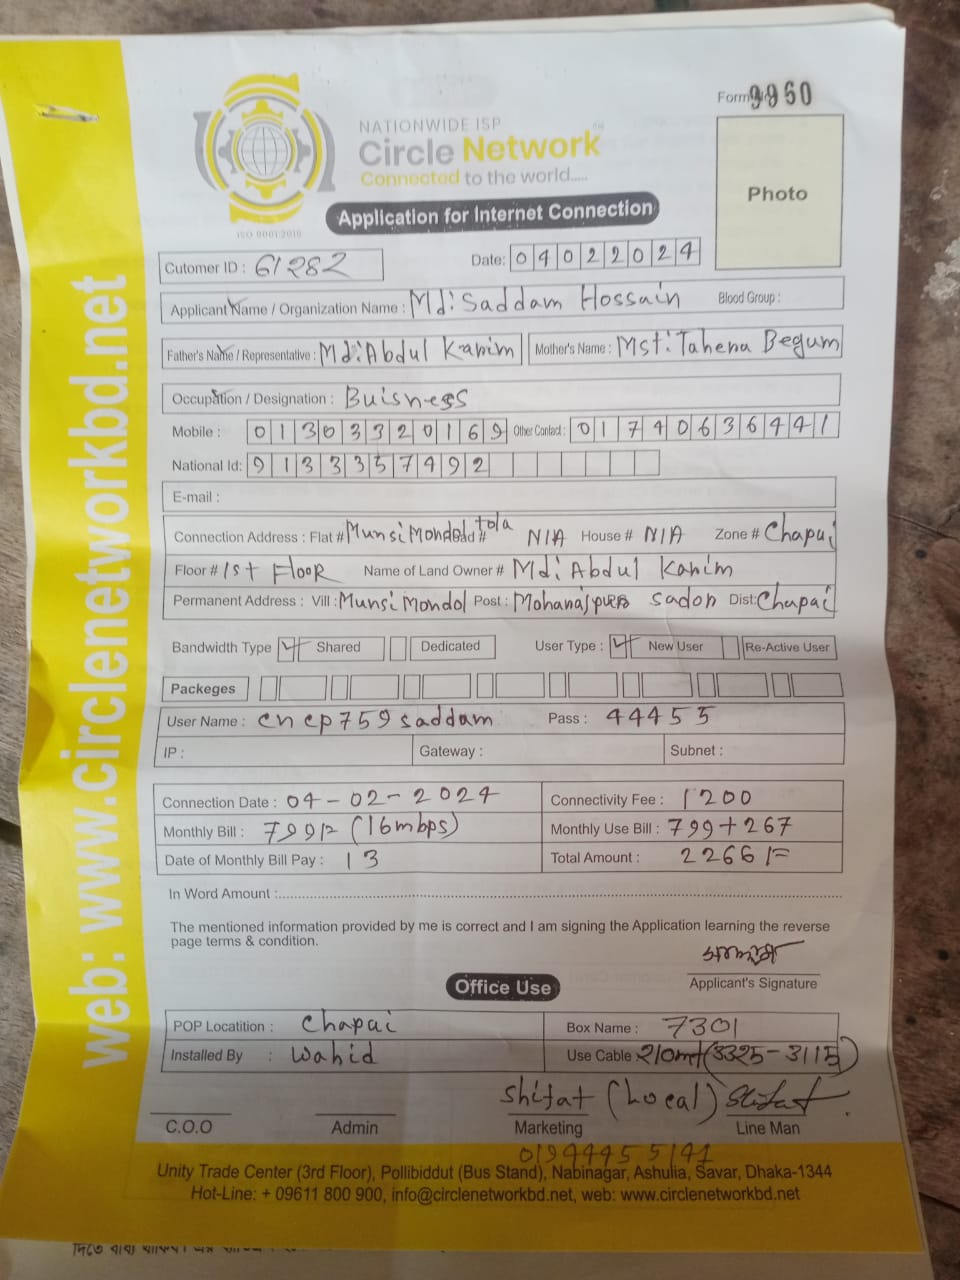 Form 9960
NATIONWIDE ISP
Circle Network
Connected to the world.....
ISO 9001:2015
Photo
Application for Internet Connection
Cutomer ID : 61282
Date: 04022024
Applicant Name / Organization Name : Md: Saddam Hossain Blood Group :
Father's Name / Representative : Md: Abdul Karim Mother's Name : Mst: Tahera Begum
Occupation / Designation : Buisness
Mobile : 01303320169 Other Contact : 01740636441
National Id: 9133357492
E-mail :
Connection Address : Flat # Munsi Mondol tola Road # N/A House # N/A Zone # Chapai
Floor # 1st Floor Name of Land Owner # Md: Abdul Karim
Permanent Address : Vill : Munsi Mondol Post : Sador Dist: Chapai
Bandwidth Type Shared Dedicated User Type : New User Re-Active User
Packeges
User Name : cncp759saddam Pass : 44455
IP : Gateway : Subnet :
Connection Date : 04-02-2024 Connectivity Fee : 1200
Monthly Bill : 799/= (16mbps) Monthly Use Bill : 799+267
Date of Monthly Bill Pay : 13 Total Amount : 2266/=
In Word Amount :
The mentioned information provided by me is correct and I am signing the Application learning the reverse
page terms & condition.
Applicant's Signature
Office Use
POP Locatition : Chapai Box Name : 7301
Installed By : Wahid Use Cable 210mt (3325-3115)
Shifat (Local) Shifat
C.O.O Admin Marketing Line Man
Unity Trade Center (3rd Floor), Pollibiddut (Bus Stand), Nabinagar, Ashulia, Savar, Dhaka-1344
Hot-Line: + 09611 800 900, info@circlenetworkbd.net, web: www.circlenetworkbd.net
web: www.circlenetworkbd.net